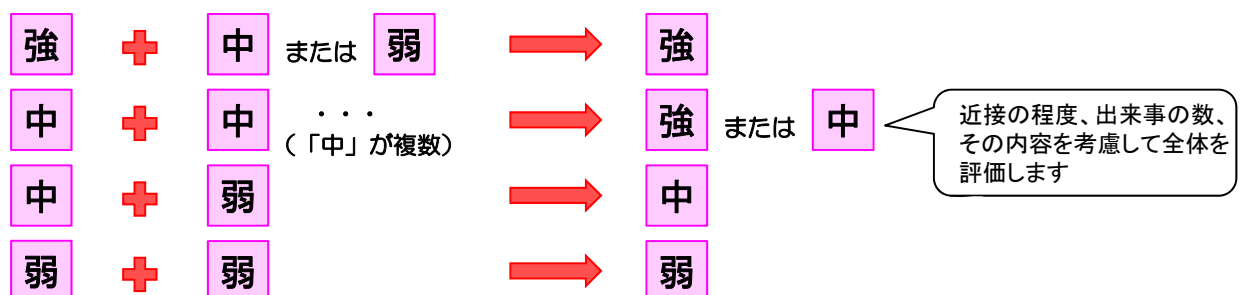 強 中 または 弱 強
中 中 ・・・ 強 または 中
(「中」が複数)
近接の程度、出来事の数、
その内容を考慮して全体を
評価します
中 弱 中
弱 弱 弱